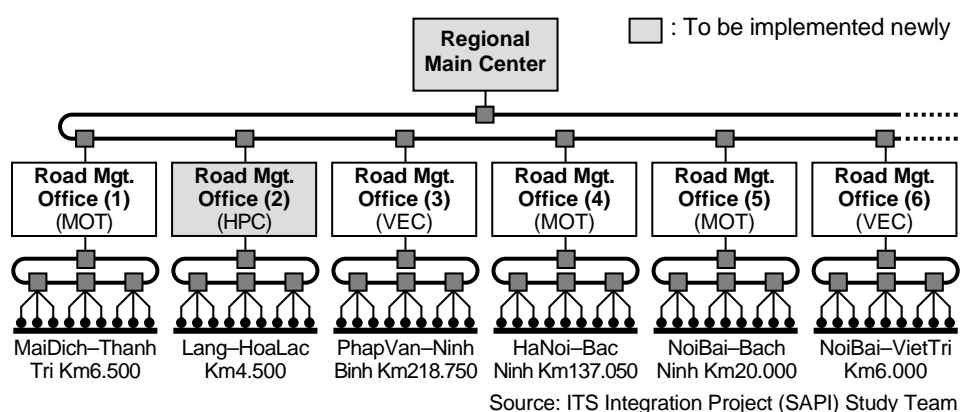 Regional
Main Center
: To be implemented newly
Road Mgt.
Office (1)
(MOT)
Road Mgt.
Office (2)
(HPC)
Road Mgt.
Office (3)
(VEC)
Road Mgt.
Office (4)
(MOT)
Road Mgt.
Office (5)
(MOT)
Road Mgt.
Office (6)
(VEC)
MaiDich–Thanh
Tri Km6.500
Lang–HoaLac
Km4.500
PhapVan–Ninh
Binh Km218.750
HaNoi–Bac
Ninh Km137.050
NoiBai–Bach
Ninh Km20.000
NoiBai–VietTri
Km6.000
Source: ITS Integration Project (SAPI) Study Team